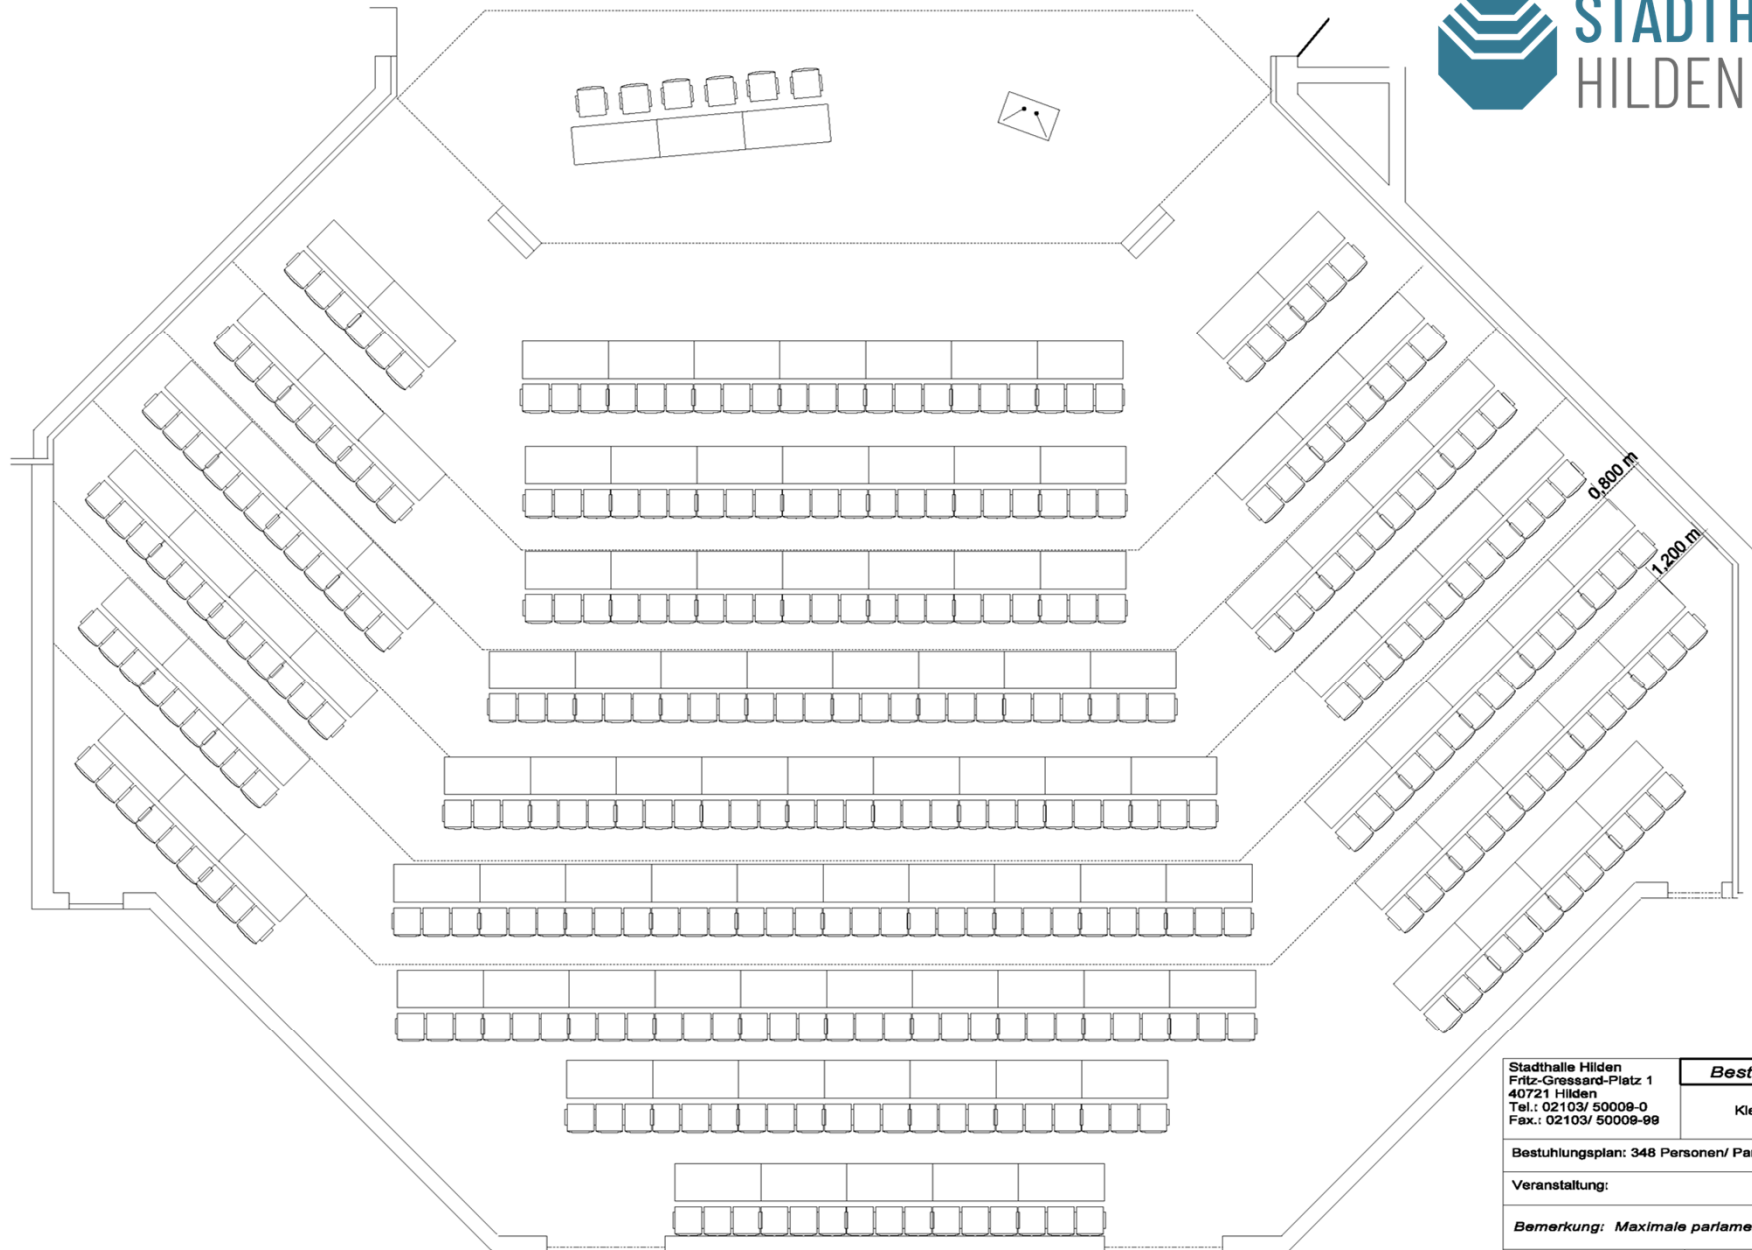 STADTH
HILDEN
0,800 m
1,200 m
Stadthalle Hilden
Fritz-Gressard-Platz 1
40721 Hilden
Tel.: 02103/ 50009-0
Fax.: 02103/ 50009-99
Best
Kle
Bestuhlungsplan: 348 Personen/ Par
Veranstaltung:
Bemerkung: Maximale parlame